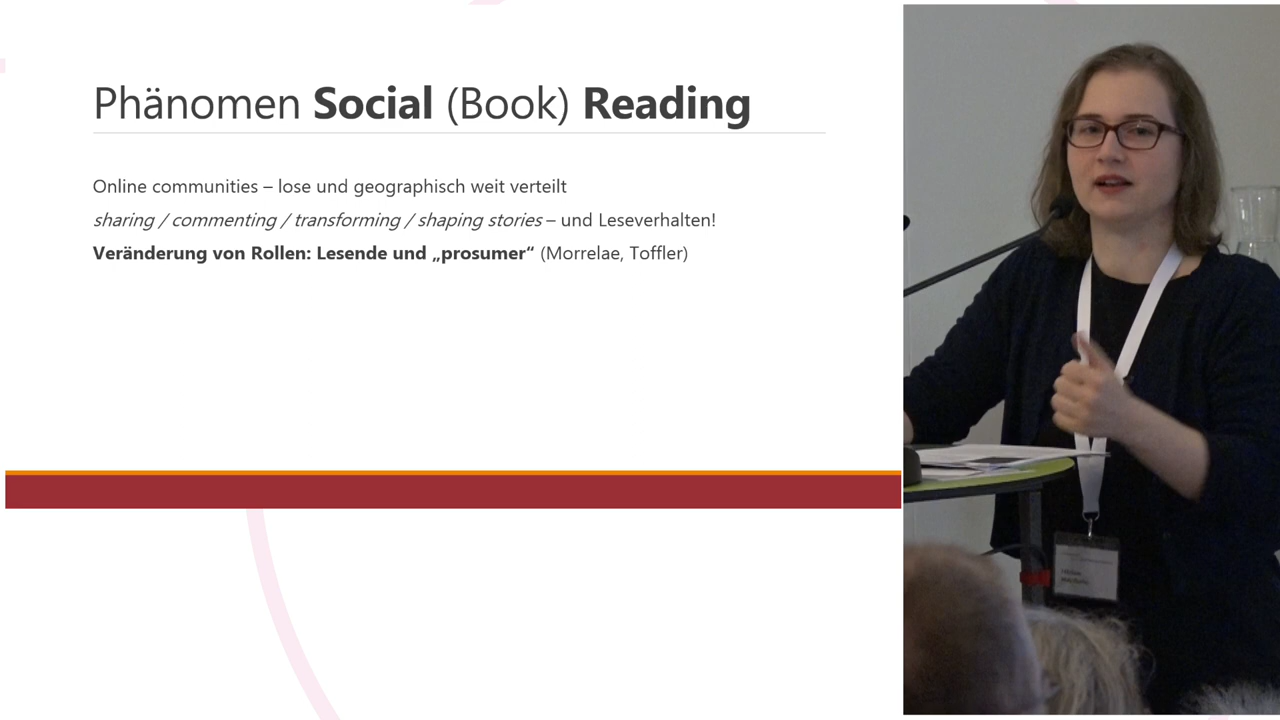 Phänomen Social (Book) Reading
Online communities – lose und geographisch weit verteilt
sharing / commenting / transforming / shaping stories – und Leseverhalten!
Veränderung von Rollen: Lesende und „prosumer“ (Morrelae, Toffler)